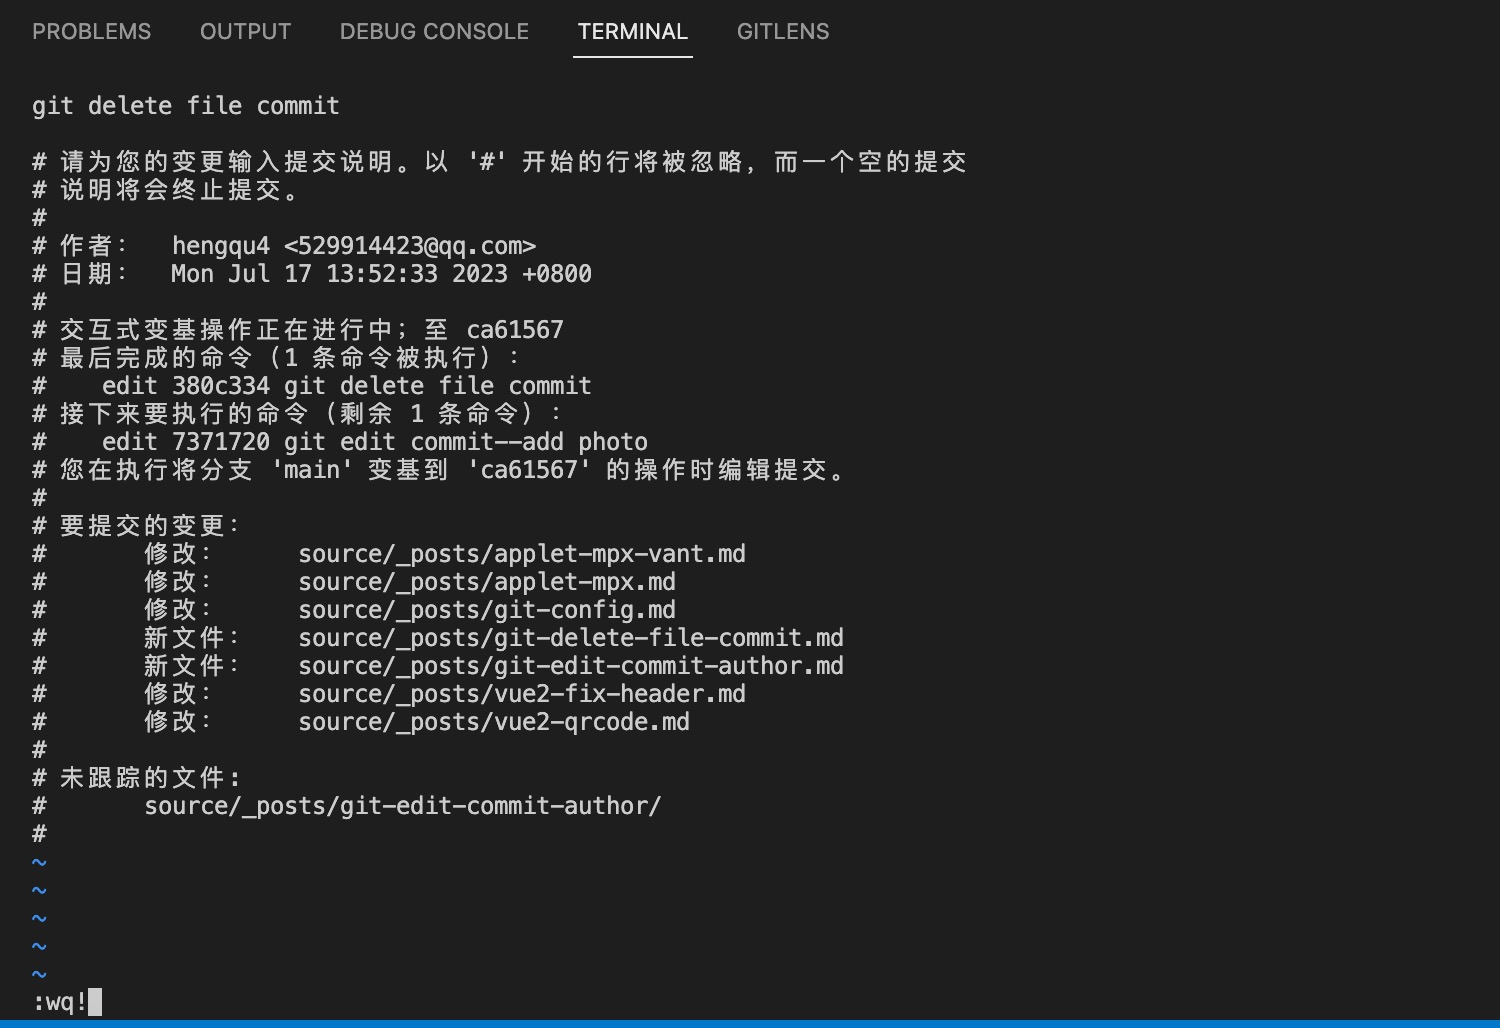 PROBLEMS OUTPUT DEBUG CONSOLE TERMINAL GITLENS
git delete file commit
# 请为您的变更输入提交说明。以 '#' 开始的行将被忽略，而一个空的提交
# 说明将会终止提交。
#
# 作者：  hengqu4 <529914423@qq.com>
# 日期：  Mon Jul 17 13:52:33 2023 +0800
#
# 交互式变基操作正在进行中；至 ca61567
# 最后完成的命令（1 条命令被执行）：
#    edit 380c334 git delete file commit
# 接下来要执行的命令（剩余 1 条命令）：
#    edit 7371720 git edit commit--add photo
# 您在执行将分支 'main' 变基到 'ca61567' 的操作时编辑提交。
#
# 要提交的变更：
#       修改：     source/_posts/applet-mpx-vant.md
#       修改：     source/_posts/applet-mpx.md
#       修改：     source/_posts/git-config.md
#       新文件：   source/_posts/git-delete-file-commit.md
#       新文件：   source/_posts/git-edit-commit-author.md
#       修改：     source/_posts/vue2-fix-header.md
#       修改：     source/_posts/vue2-qrcode.md
#
# 未跟踪的文件:
#       source/_posts/git-edit-commit-author/
#
~
~
~
~
~
:wq!